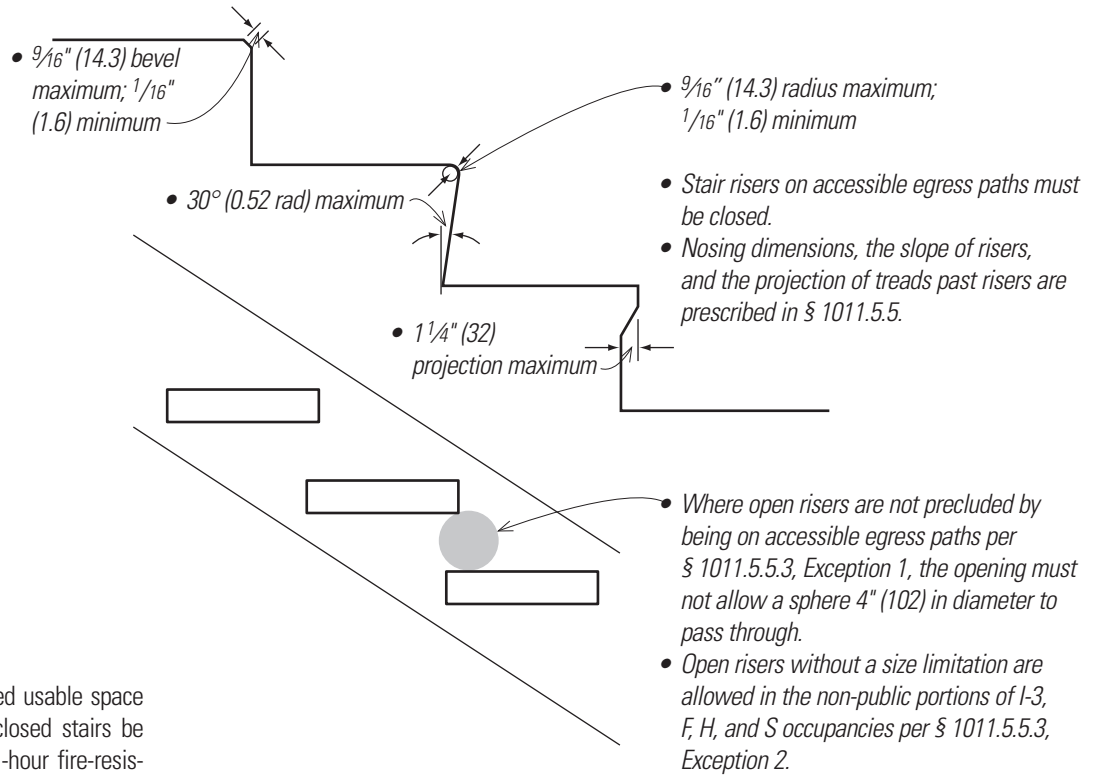 • 9/16" (14.3) bevel
maximum; 1/16"
(1.6) minimum
• 9/16" (14.3) radius maximum;
1/16" (1.6) minimum
• 30° (0.52 rad) maximum
• Stair risers on accessible egress paths must
be closed.
• Nosing dimensions, the slope of risers,
and the projection of treads past risers are
prescribed in § 1011.5.5.
• 1 1/4" (32)
projection maximum
• Where open risers are not precluded by
being on accessible egress paths per
§ 1011.5.5.3, Exception 1, the opening must
not allow a sphere 4" (102) in diameter to
pass through.
• Open risers without a size limitation are
allowed in the non-public portions of I-3,
F, H, and S occupancies per § 1011.5.5.3,
Exception 2.
usable space
closed stairs be
-hour fire-resis-